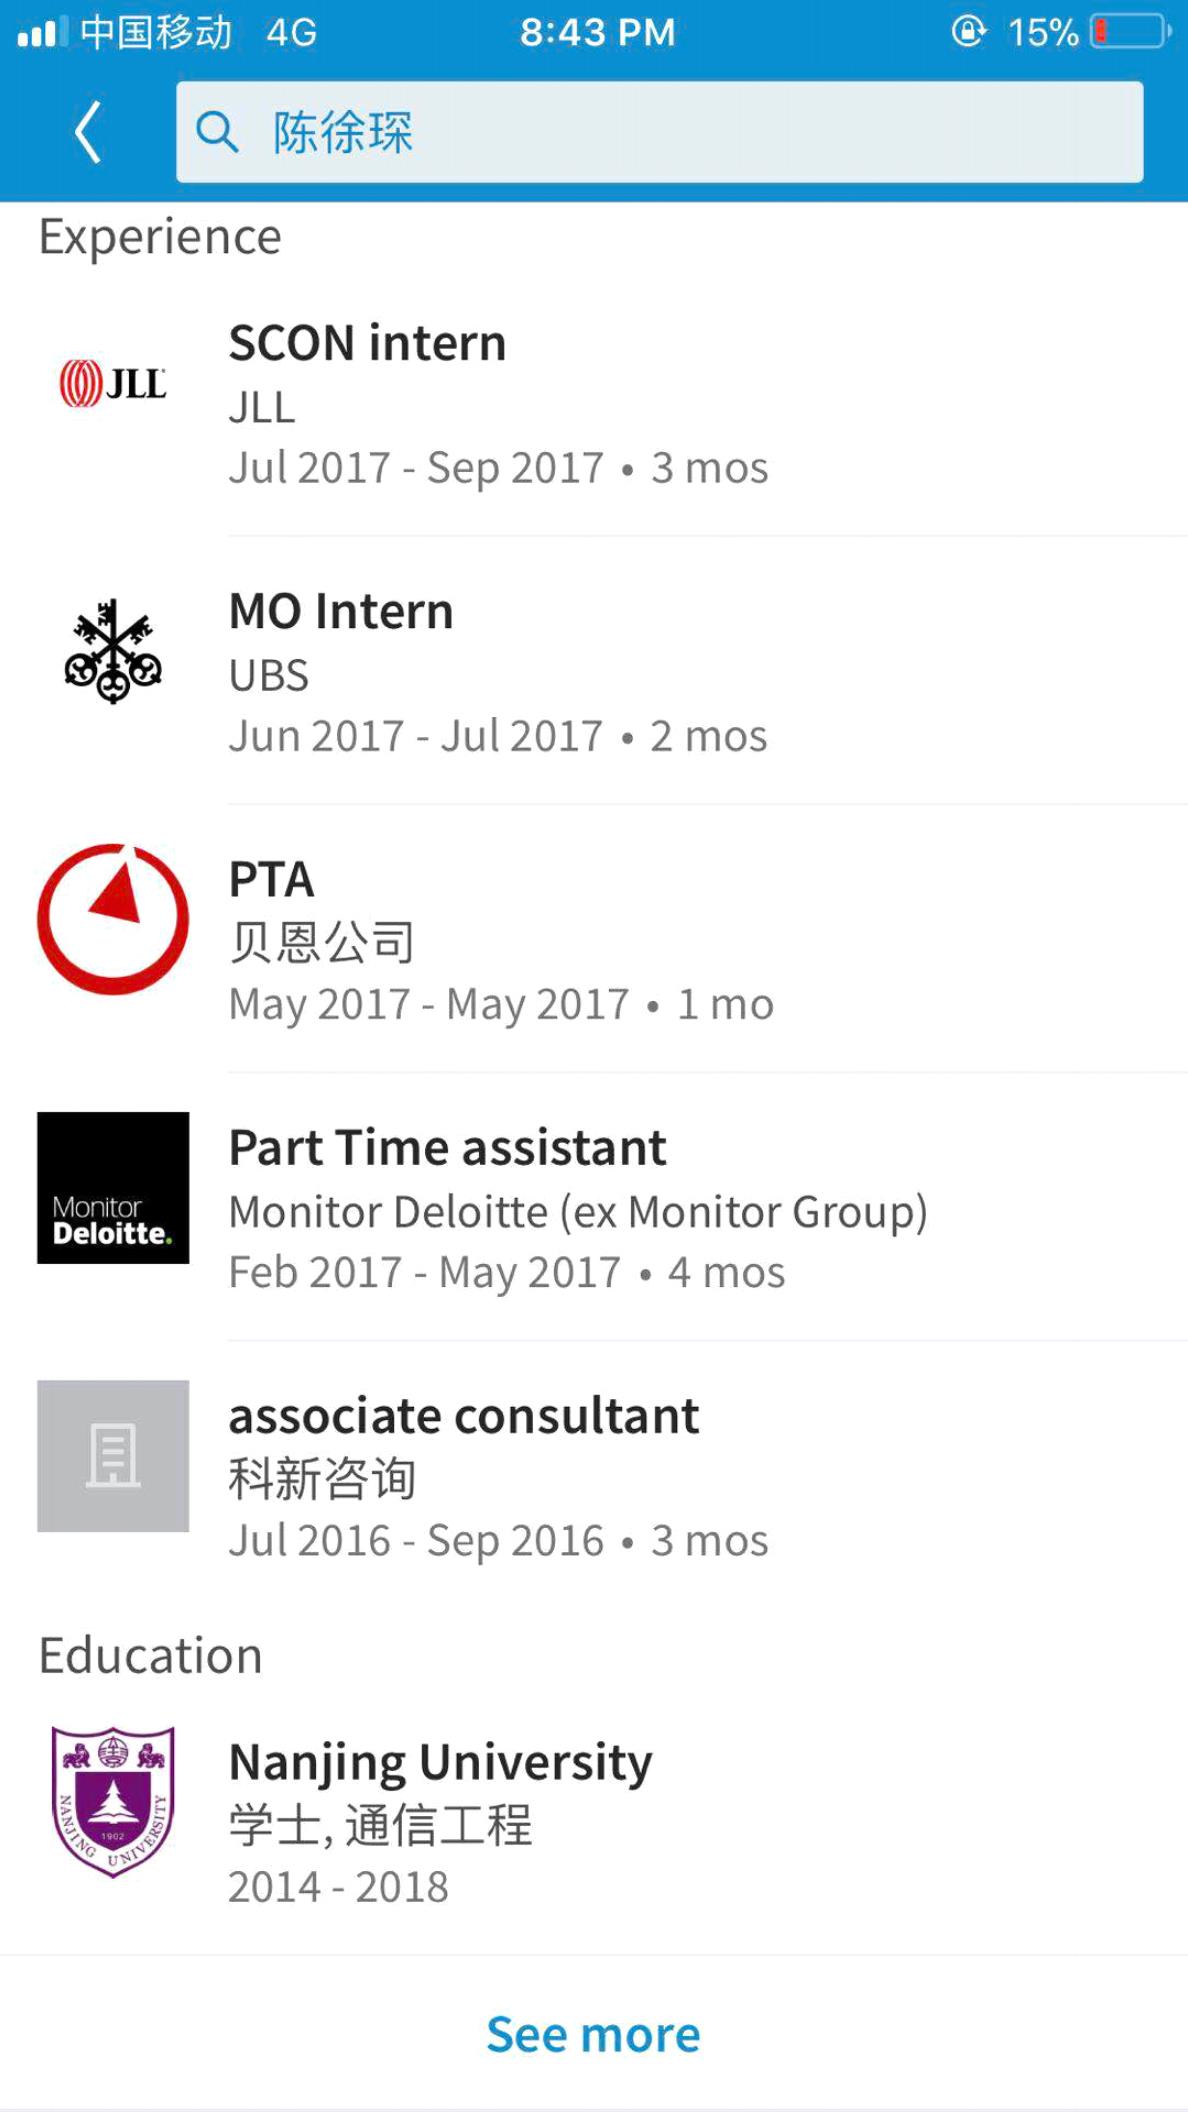 中国移动 4G 8:43 PM 15%
陈徐琛
Experience
JLL
SCON intern
JLL
Jul 2017 - Sep 2017 • 3 mos
MO Intern
UBS
Jun 2017 - Jul 2017 • 2 mos
PTA
贝恩公司
May 2017 - May 2017 • 1 mo
Monitor
Deloitte.
Part Time assistant
Monitor Deloitte (ex Monitor Group)
Feb 2017 - May 2017 • 4 mos
associate consultant
科新咨询
Jul 2016 - Sep 2016 • 3 mos
Education
1902
NANJING UNIVERSITY
Nanjing University
学士, 通信工程
2014 - 2018
See more